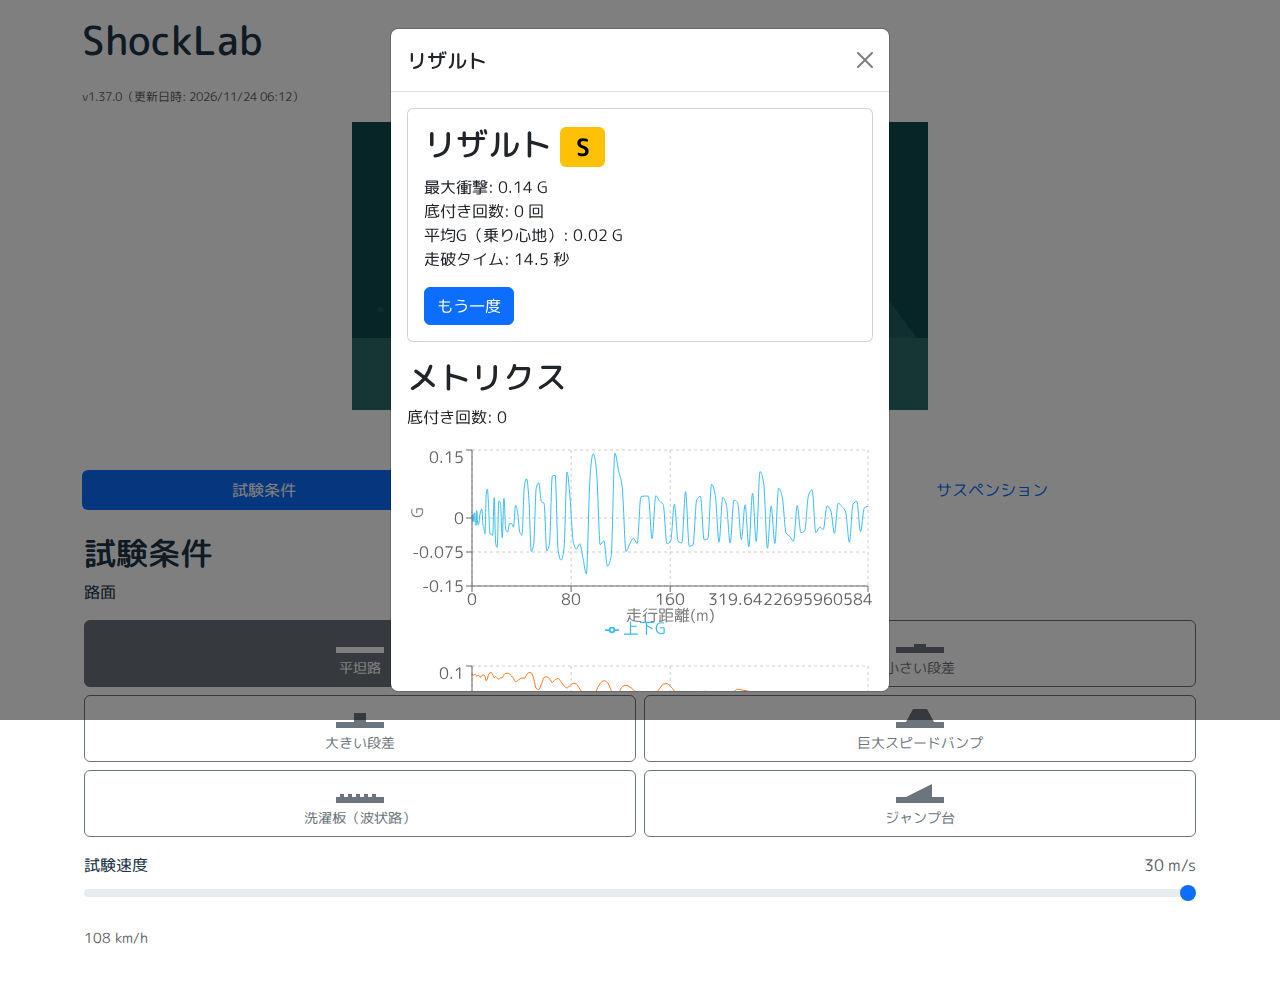 ShockLab
v1.37.0（更新日時: 2026/11/24 06:12）
リザルト
リザルト S
最大衝撃: 0.14 G
底付き回数: 0 回
平均G（乗り心地）: 0.02 G
走破タイム: 14.5 秒
もう一度
メトリクス
底付き回数: 0
0.15
0
-0.075
-0.15
G
0 80 160 319.6422695960584
走行距離(m)
上下G
0.1
試験条件 サスペンション
試験条件
路面
平坦路 小さい段差
大きい段差 巨大スピードバンプ
洗濯板（波状路） ジャンプ台
試験速度 30 m/s
108 km/h